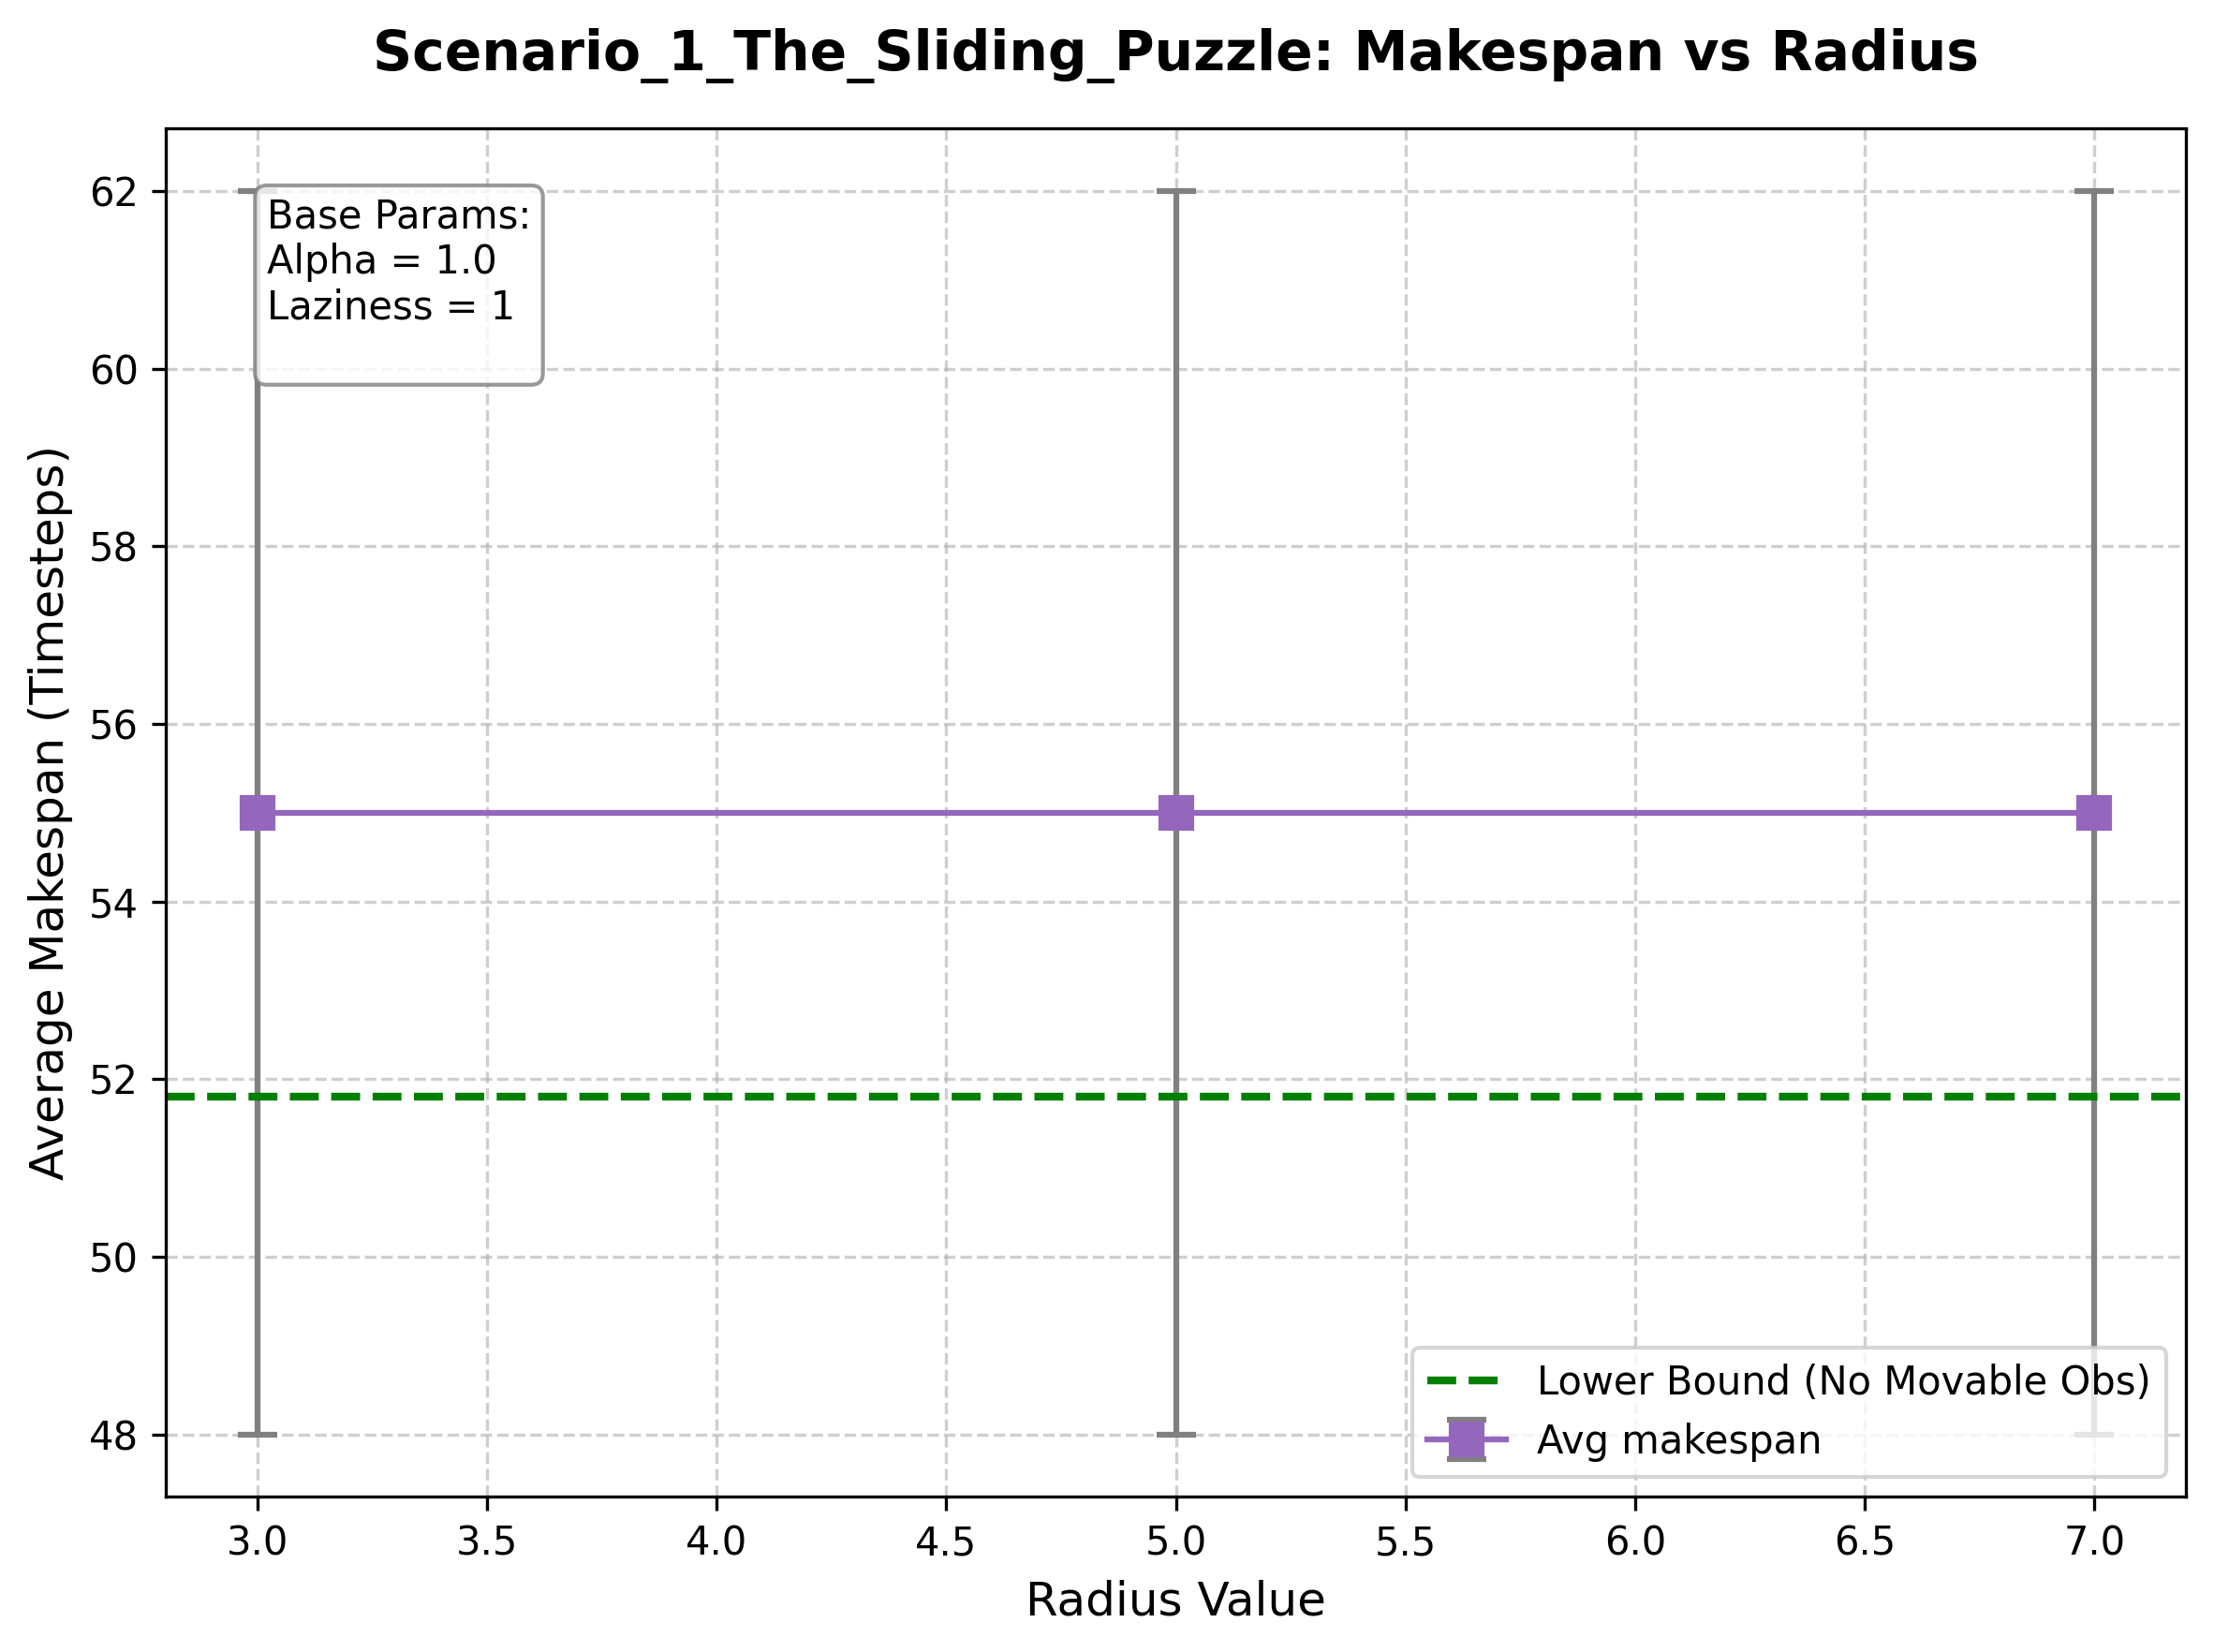 Scenario_1_The_Sliding_Puzzle: Makespan vs Radius
Average Makespan (Timesteps)
62
60
58
56
54
52
50
48
Base Params:
Alpha = 1.0
Laziness = 1
Lower Bound (No Movable Obs)
Avg makespan
3.0 3.5 4.0 4.5 5.0 5.5 6.0 6.5 7.0
Radius Value